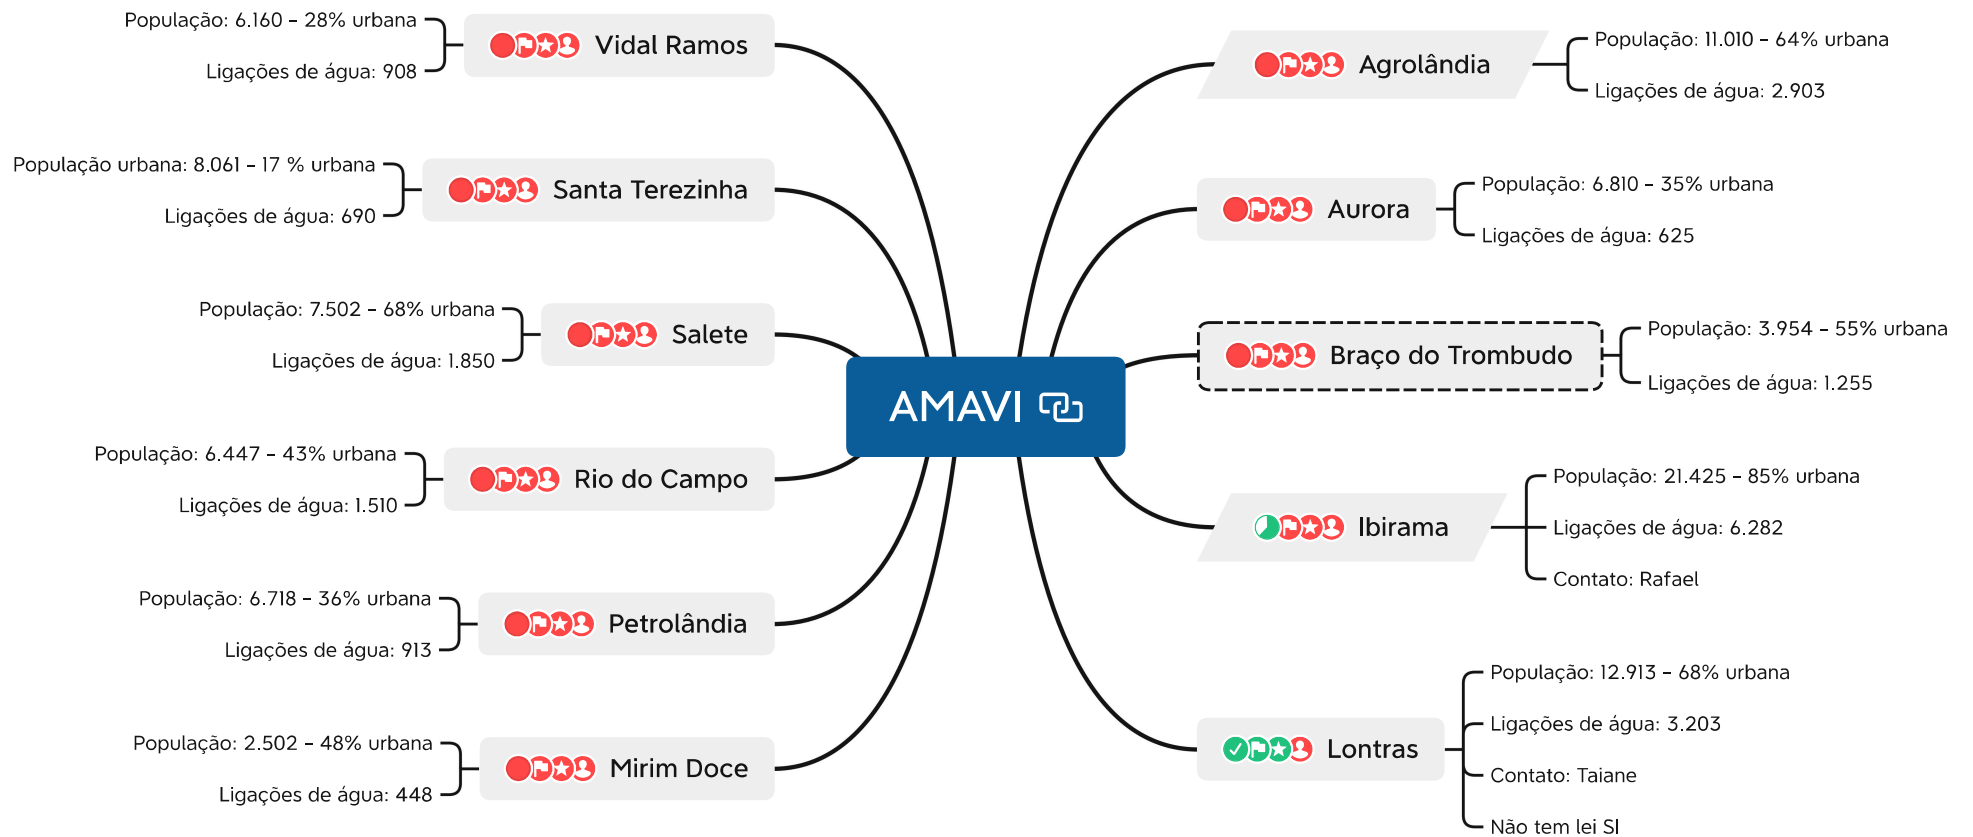 População: 6.160 - 28% urbana
Ligações de água: 908
Vidal Ramos
População urbana: 8.061 - 17 % urbana
Ligações de água: 690
Santa Terezinha
População: 7.502 - 68% urbana
Ligações de água: 1.850
Salete
População: 6.447 - 43% urbana
Ligações de água: 1.510
Rio do Campo
População: 6.718 - 36% urbana
Ligações de água: 913
Petrolândia
População: 2.502 - 48% urbana
Ligações de água: 448
Mirim Doce
AMAVI
Agrolândia
População: 11.010 - 64% urbana
Ligações de água: 2.903
Aurora
População: 6.810 - 35% urbana
Ligações de água: 625
Braço do Trombudo
População: 3.954 - 55% urbana
Ligações de água: 1.255
Ibirama
População: 21.425 - 85% urbana
Ligações de água: 6.282
Contato: Rafael
Lontras
População: 12.913 - 68% urbana
Ligações de água: 3.203
Contato: Taiane
Não tem lei SI